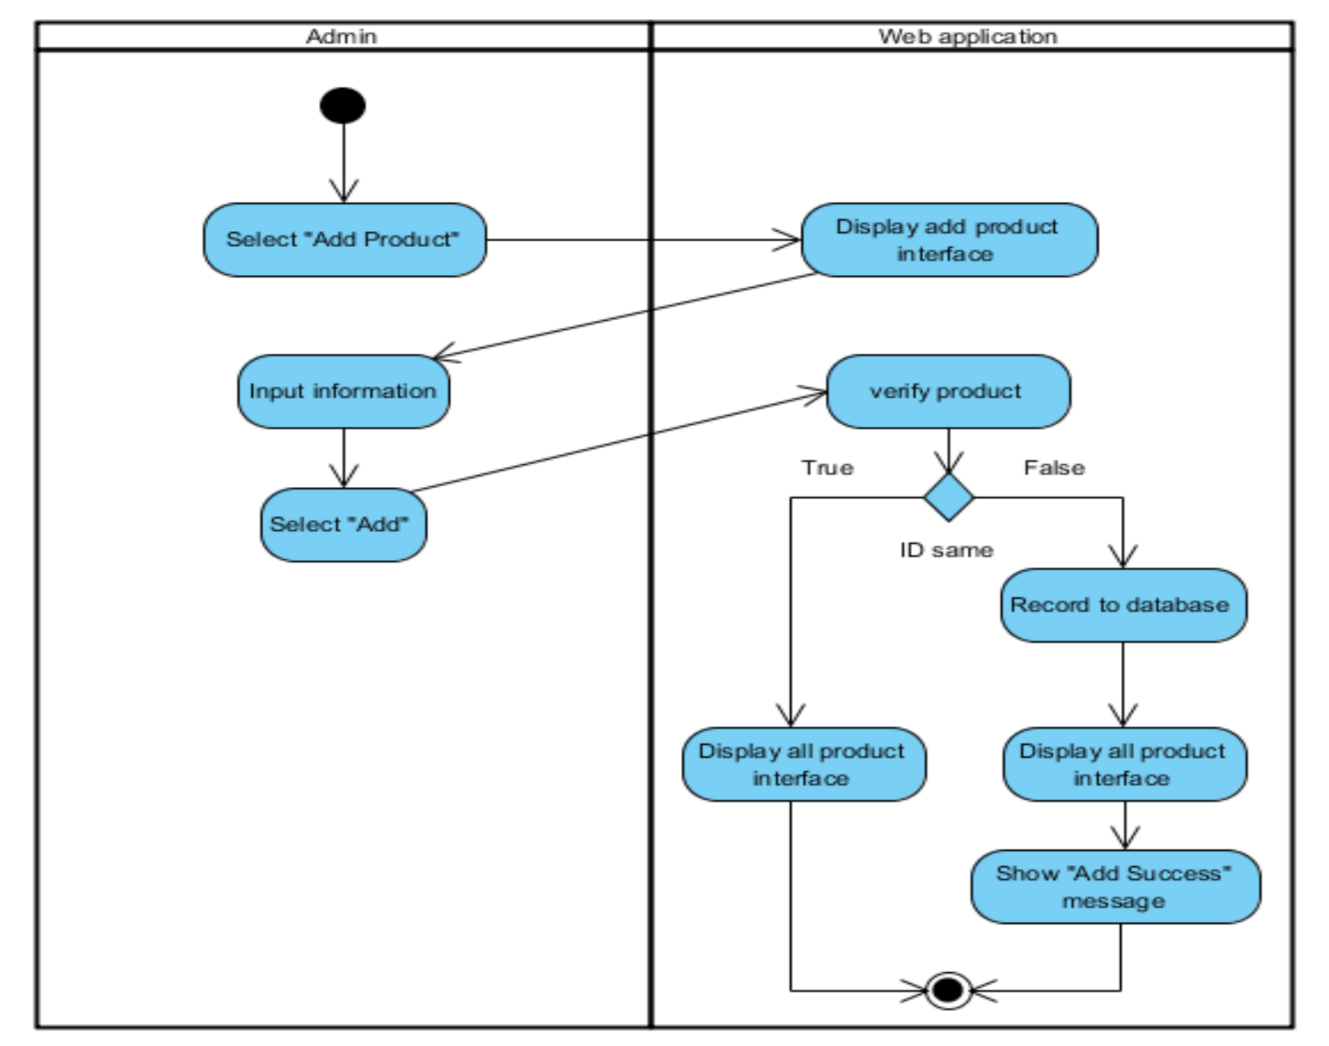 Admin
Web application
Select "Add Product"
Display add product
interface
Input information
verify product
True
False
Select "Add"
ID same
Record to database
Display all product
interface
Display all product
interface
Show "Add Success"
message